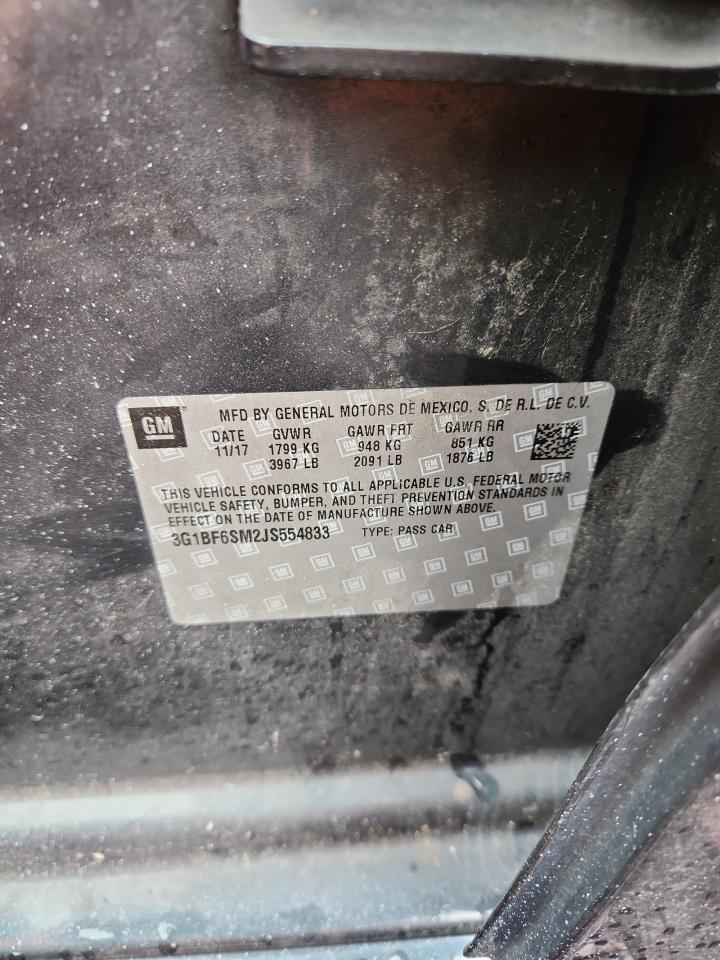 GM
MFD BY GENERAL MOTORS DE MEXICO, S. DE R.L. DE C.V.
DATE GVWR GAWR FRT GAWR RR
11/17 1799 KG 948 KG 851 KG
3967 LB 2091 LB 1876 LB
THIS VEHICLE CONFORMS TO ALL APPLICABLE U.S. FEDERAL MOTOR
VEHICLE SAFETY, BUMPER, AND THEFT PREVENTION STANDARDS IN
EFFECT ON THE DATE OF MANUFACTURE SHOWN ABOVE.
3G1BF6SM2JS554833 TYPE: PASS CAR